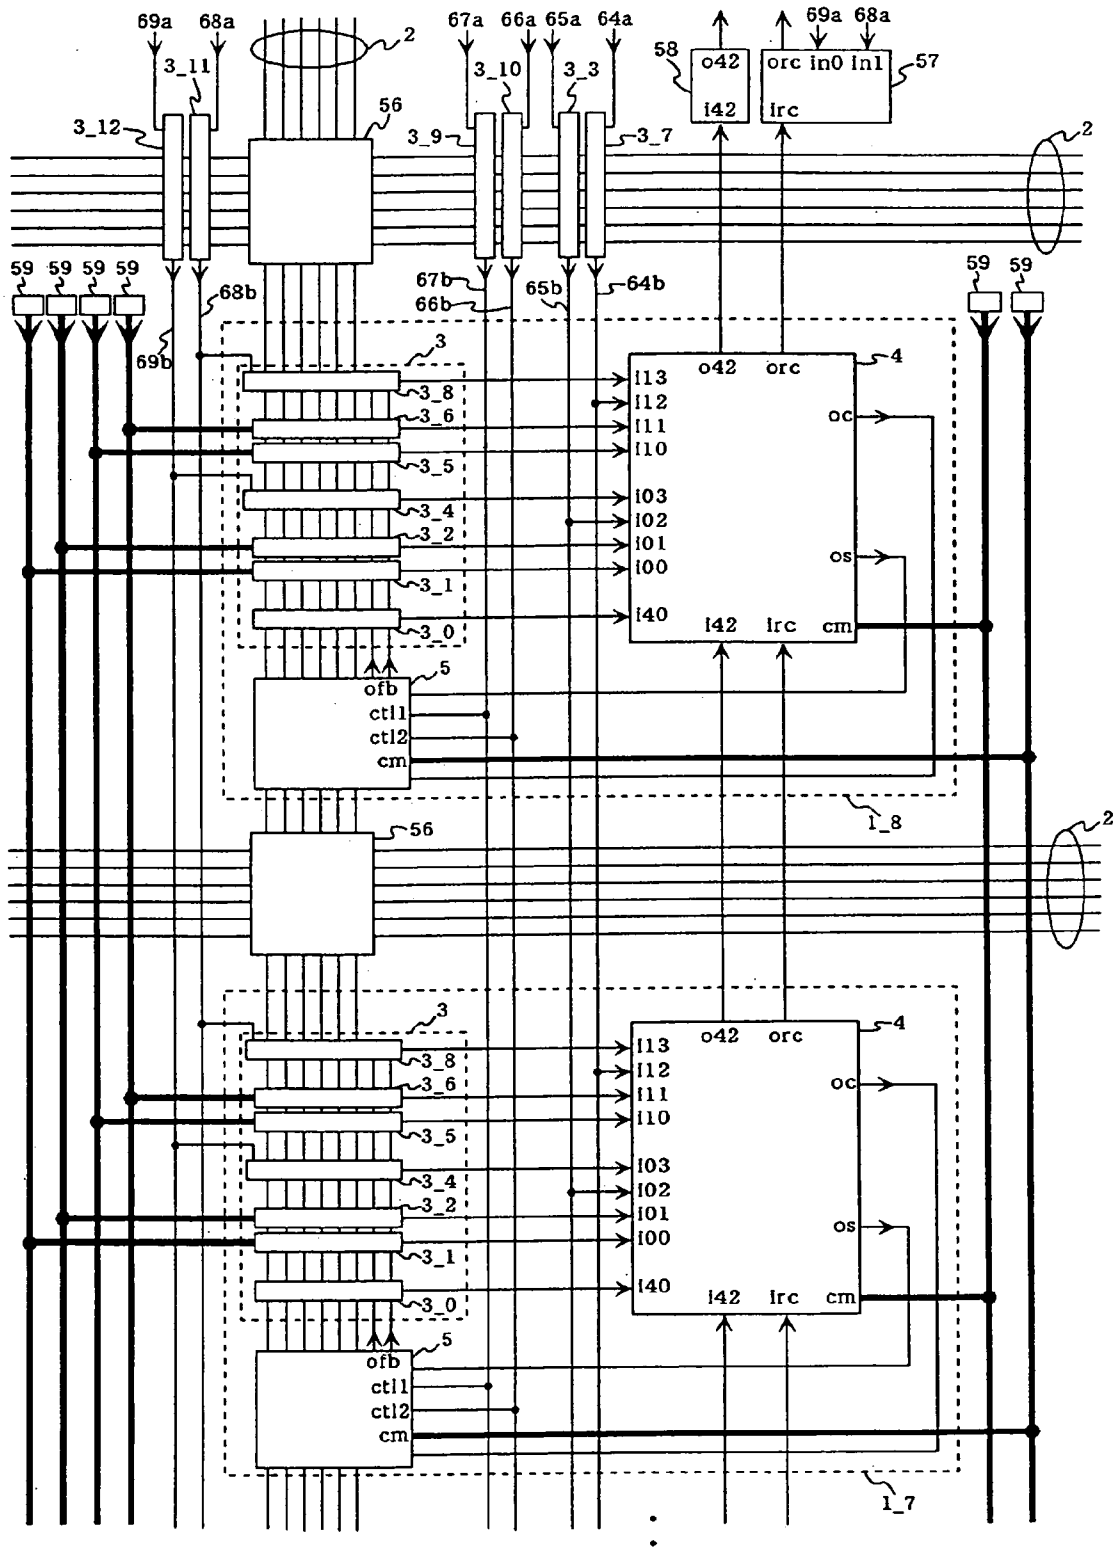 69a 68a 2 67a 66a 65a 64a 69a 68a
3_11 3_10 3_3 58 o42 orc in0 in1 57
3_12 56 3_9 3_7 i42 irc 2
59 59 59 59 59 59
68b 67b 66b 65b 64b
69b
3 4
o42 orc
3_8 i13
i12
3_6 i11 oc
3_5 i10
i03
3_4 i02
3_2 i01 os
3_1 i00
3_0 i40
i42 irc cm
5
ofb
ctl1
ctl2
cm
1_8
56 2
3 4
o42 orc
3_8 i13
i12
3_6 i11 oc
3_5 i10
i03
3_4 i02
3_2 i01 os
3_1 i00
3_0 i40
i42 irc cm
5
ofb
ctl1
ctl2
cm
1_7